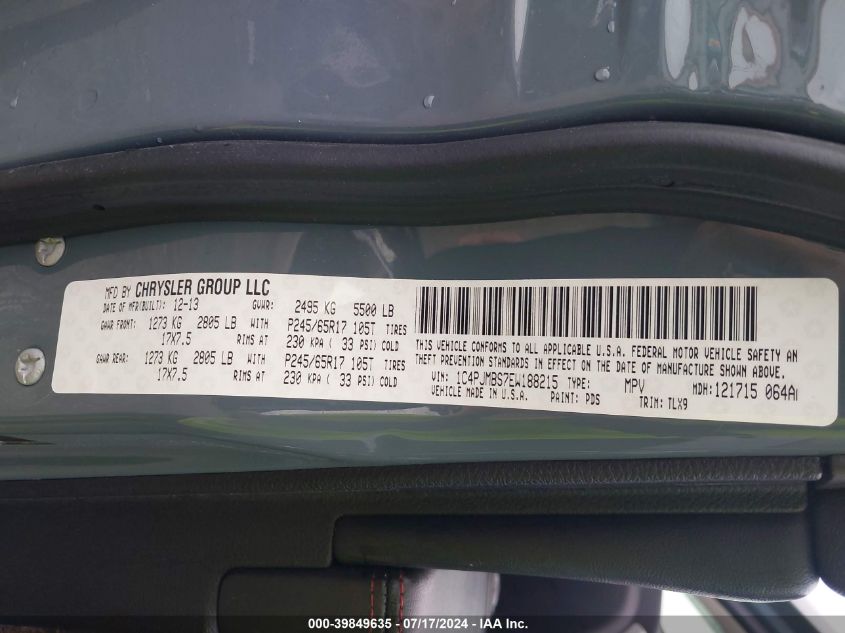 MFD BY CHRYSLER GROUP LLC
DATE OF MFR(BUILT): 12-13 GVWR: 2495 KG 5500 LB
GAWR FRONT: 1273 KG 2805 LB WITH P245/65R17 105T TIRES
17X7.5 RIMS AT 230 KPA ( 33 PSI) COLD
GAWR REAR: 1273 KG 2805 LB WITH P245/65R17 105T TIRES
17X7.5 RIMS AT 230 KPA ( 33 PSI) COLD
THIS VEHICLE CONFORMS TO ALL APPLICABLE U.S.A. FEDERAL MOTOR VEHICLE SAFETY AN
THEFT PREVENTION STANDARDS IN EFFECT ON THE DATE OF MANUFACTURE SHOWN ABOVE.
VIN: 1C4PJMBS7EW188215 TYPE: MPV MDH: 121715 064A
VEHICLE MADE IN U.S.A. PAINT: PDS TRIM: TLX9
000-39849635 - 07/17/2024 - IAA Inc.